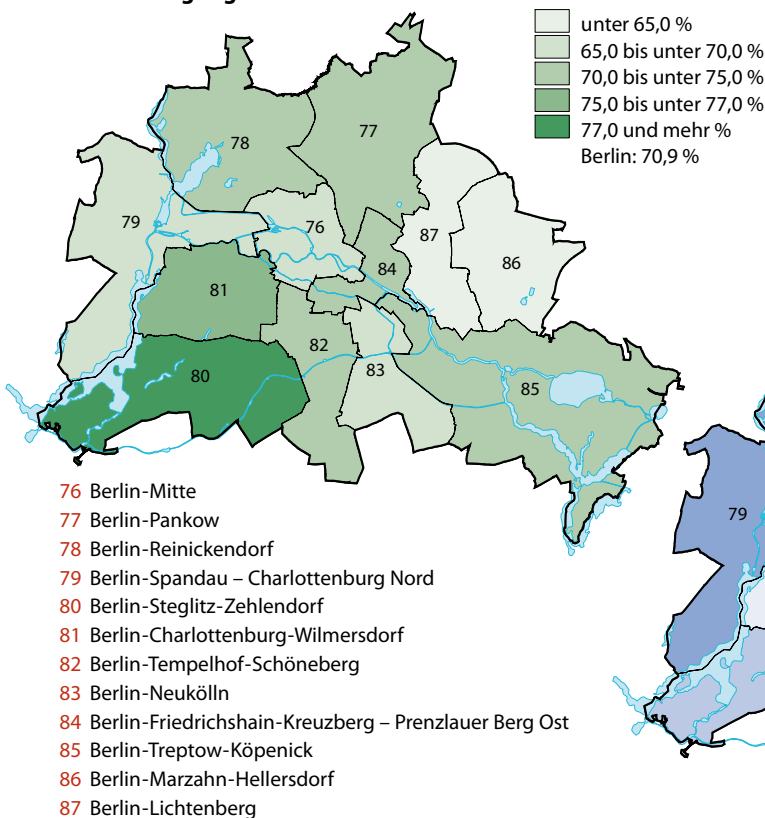 unter 65,0 %
65,0 bis unter 70,0 %
70,0 bis unter 75,0 %
75,0 bis unter 77,0 %
77,0 und mehr %
Berlin: 70,9 %
77
78
79
76
87
86
84
81
82
83
80
85
79
76 Berlin-Mitte
77 Berlin-Pankow
78 Berlin-Reinickendorf
79 Berlin-Spandau – Charlottenburg Nord
80 Berlin-Steglitz-Zehlendorf
81 Berlin-Charlottenburg-Wilmersdorf
82 Berlin-Tempelhof-Schöneberg
83 Berlin-Neukölln
84 Berlin-Friedrichshain-Kreuzberg – Prenzlauer Berg Ost
85 Berlin-Treptow-Köpenick
86 Berlin-Marzahn-Hellersdorf
87 Berlin-Lichtenberg